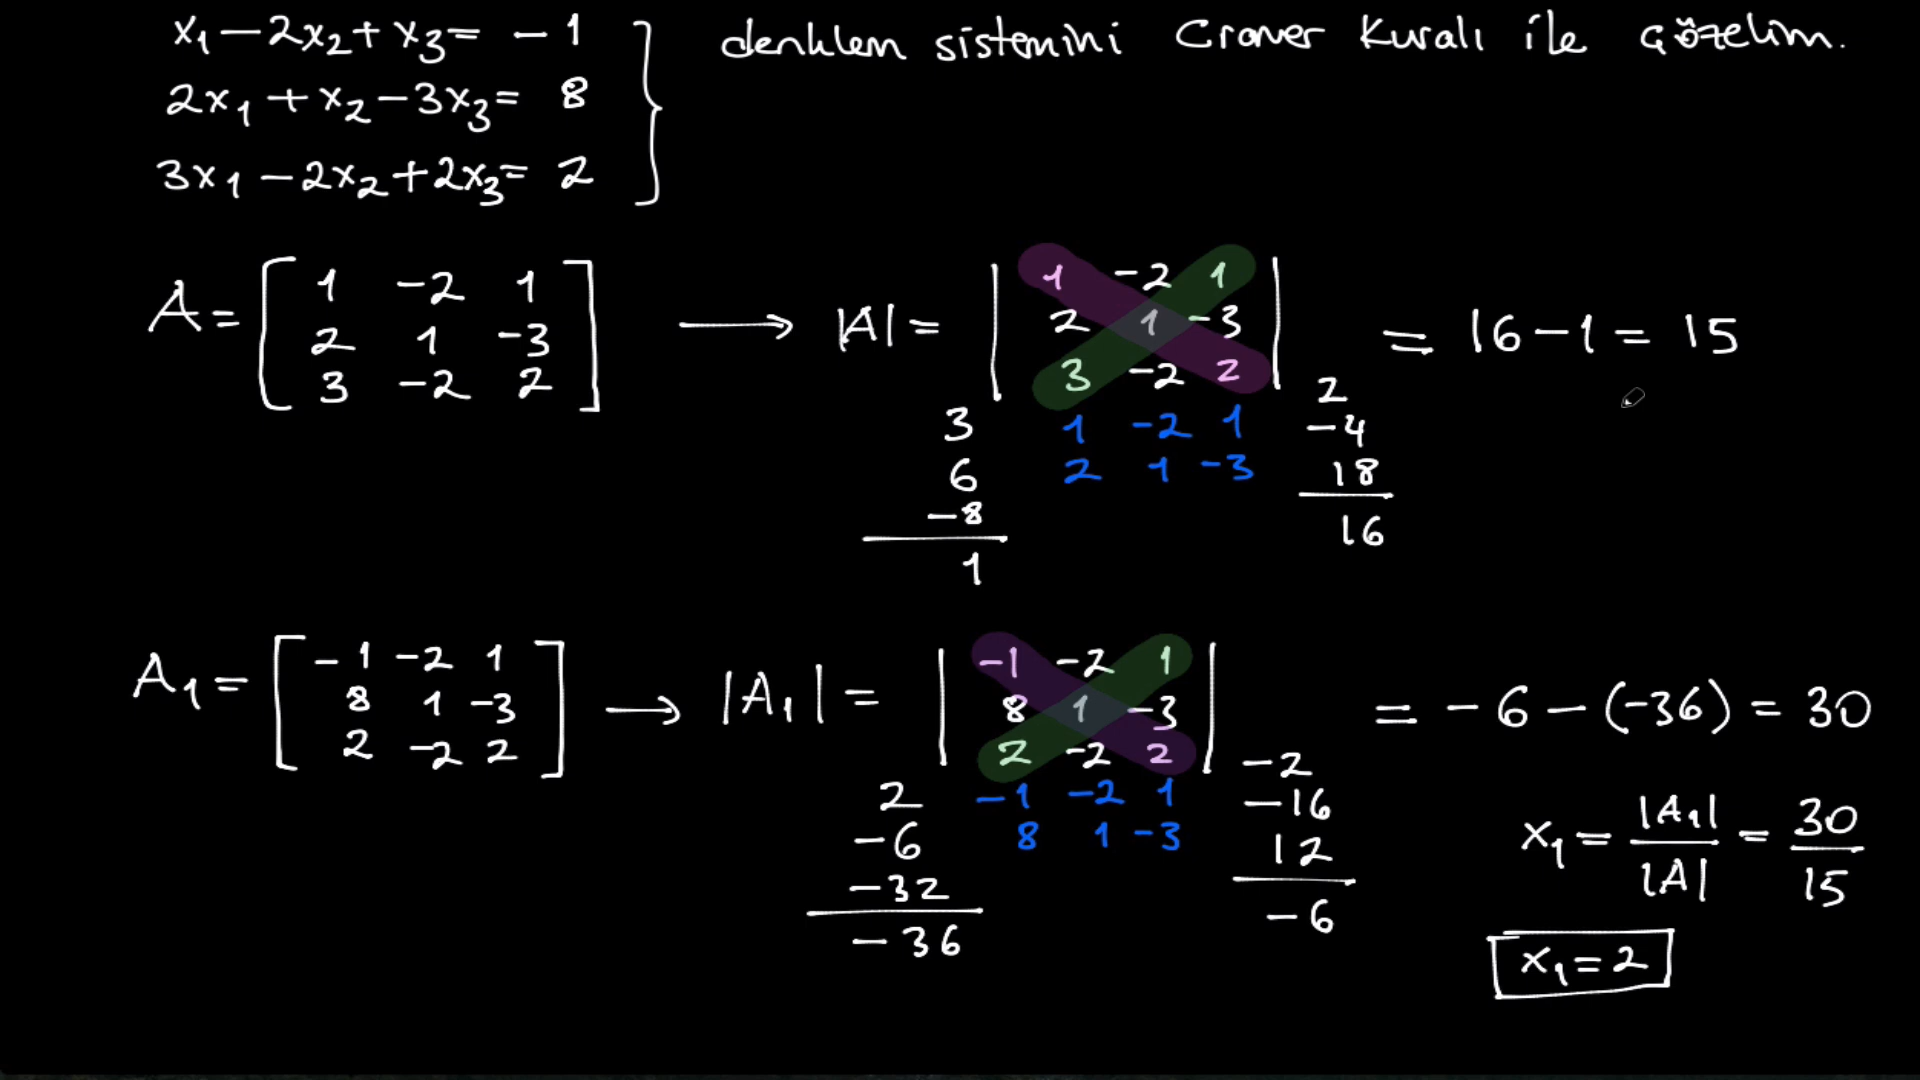 x₁ − 2x₂ + x₃ = −1
2x₁ + x₂ − 3x₃ = 8
3x₁ − 2x₂ + 2x₃ = 2
denklem sistemini Cramer Kuralı ile çözelim.
A = [ 1 −2 1
2 1 −3
3 −2 2 ]
→ |A| = | 1 −2 1
2 1 −3
3 −2 2 |
1 −2 1
2 1 −3
3
6
−8
1
2
−4
18
16
= 16 − 1 = 15
A₁ = [ −1 −2 1
8 1 −3
2 −2 2 ]
→ |A₁| = | −1 −2 1
8 1 −3
2 −2 2 |
−1 −2 1
8 1 −3
2
−6
−32
−36
−2
−16
12
−6
= −6 − (−36) = 30
x₁ = |A₁| / |A| = 30 / 15
x₁ = 2